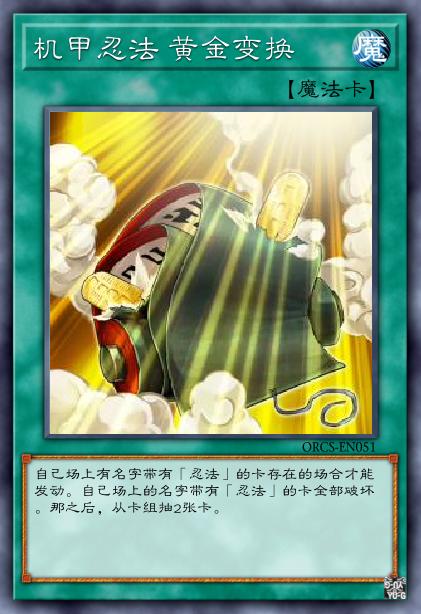 机甲忍法 黄金变换
魔
【魔法卡】
ORCS-EN051
自己场上有名字带有「忍法」的卡存在的场合才能
发动。自己场上的名字带有「忍法」的卡全部破坏
。那之后，从卡组抽2张卡。